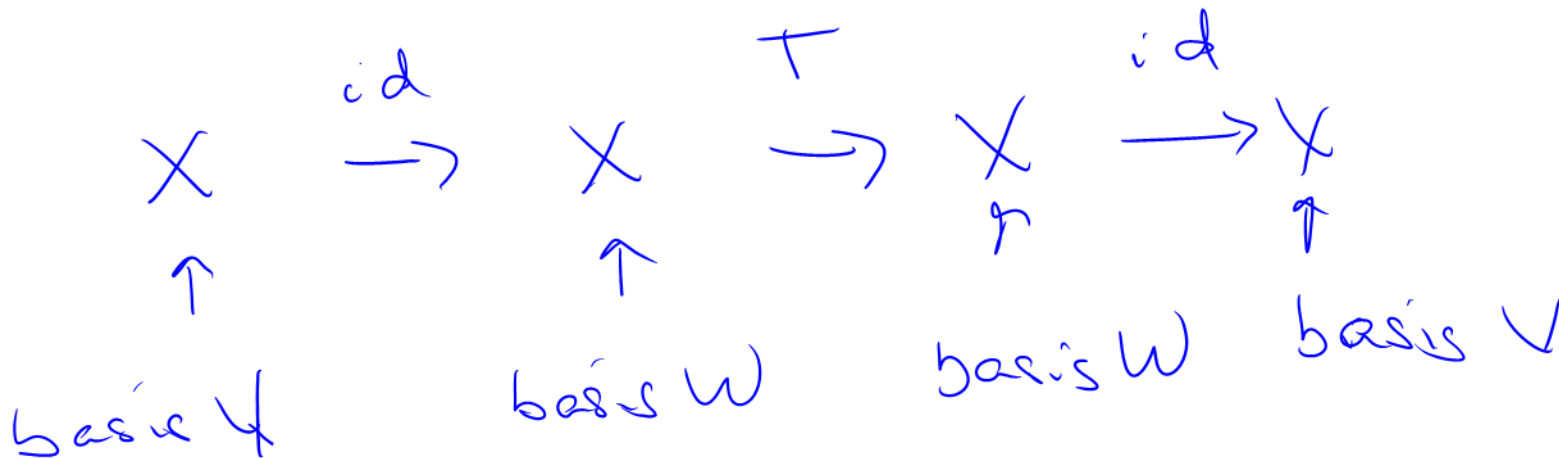 id T id
X → X → X → X
↑ ↑ ↑ ↑
basis V basis W basis W basis V